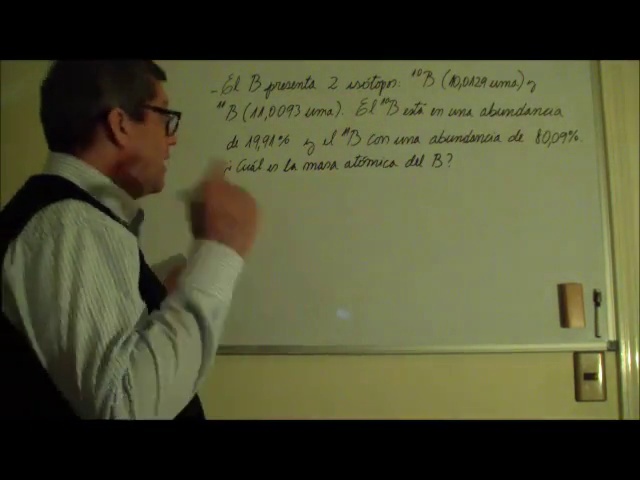 - El B presenta 2 isótopos: ¹⁰B (10,0129 uma) y
¹¹B (11,0093 uma). El ¹⁰B está en una abundancia
de 19,91% y el ¹¹B con una abundancia de 80,09%.
¿Cuál es la masa atómica del B?